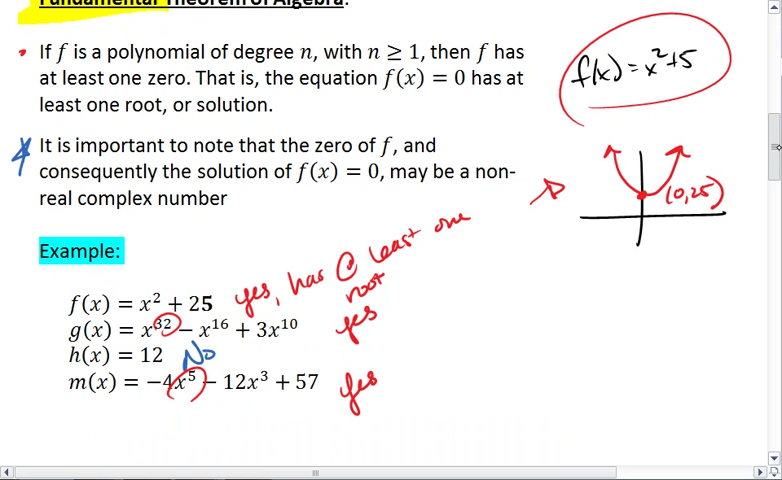 Fundamental Theorem of Algebra:
• If f is a polynomial of degree n, with n ≥ 1, then f has
at least one zero. That is, the equation f(x) = 0 has at
least one root, or solution.
f(x) = x²+5
It is important to note that the zero of f, and
consequently the solution of f(x) = 0, may be a non-
real complex number
(0,25)
Example:
f(x) = x² + 25 yes, has @ least one
root
g(x) = x³² − x¹⁶ + 3x¹⁰ yes
h(x) = 12 No
m(x) = −4x⁵ − 12x³ + 57 yes